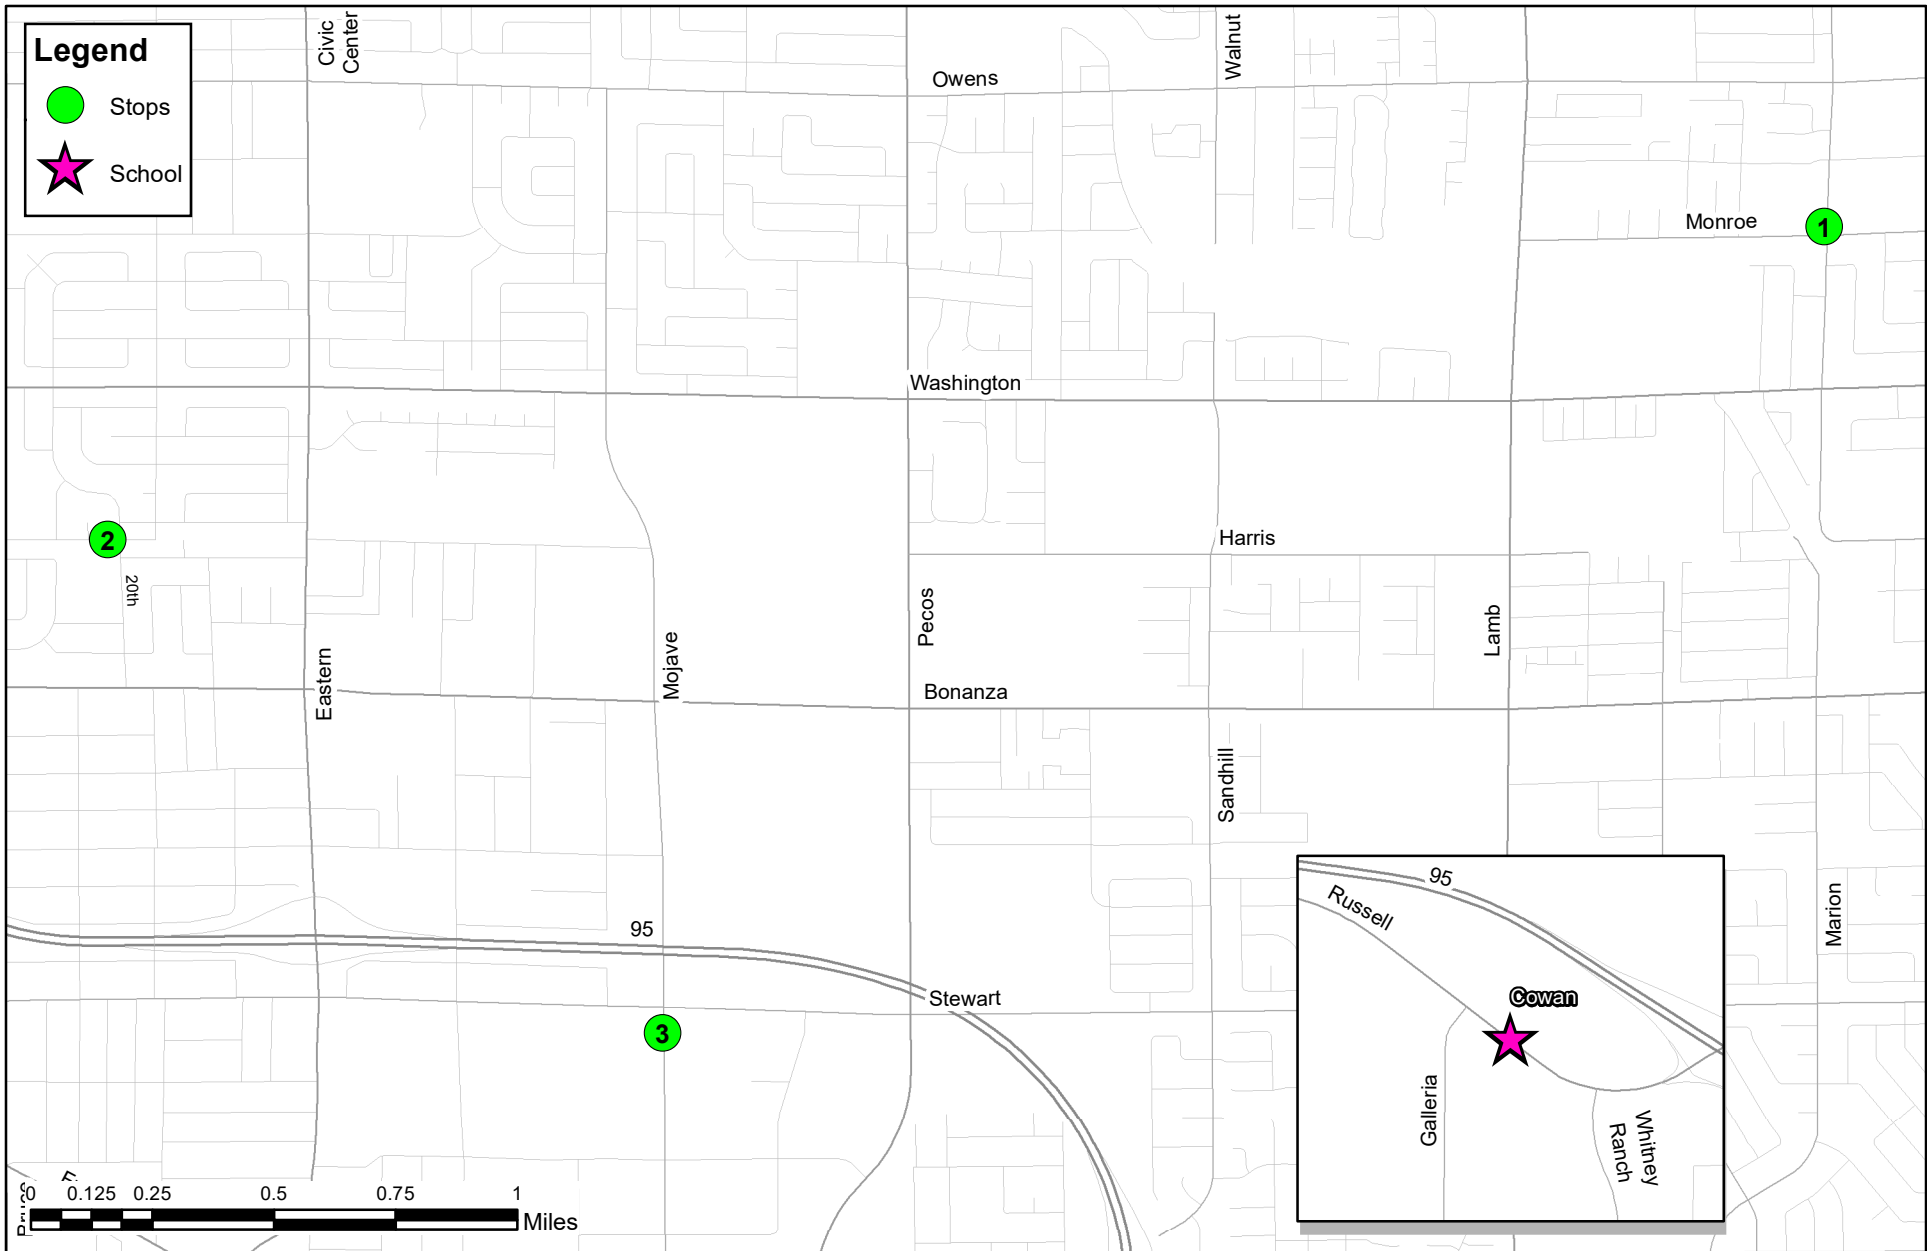 Legend
Stops
School
Civic
Center
Walnut
Owens
Monroe
1
Washington
2
Harris
20th
Pecos
Lamb
Mojave
Eastern
Bonanza
Sandhill
95
Marion
Stewart
3
95
Russell
Cowan
Galleria
Whitney
Ranch
0 0.125 0.25 0.5 0.75 1
Miles